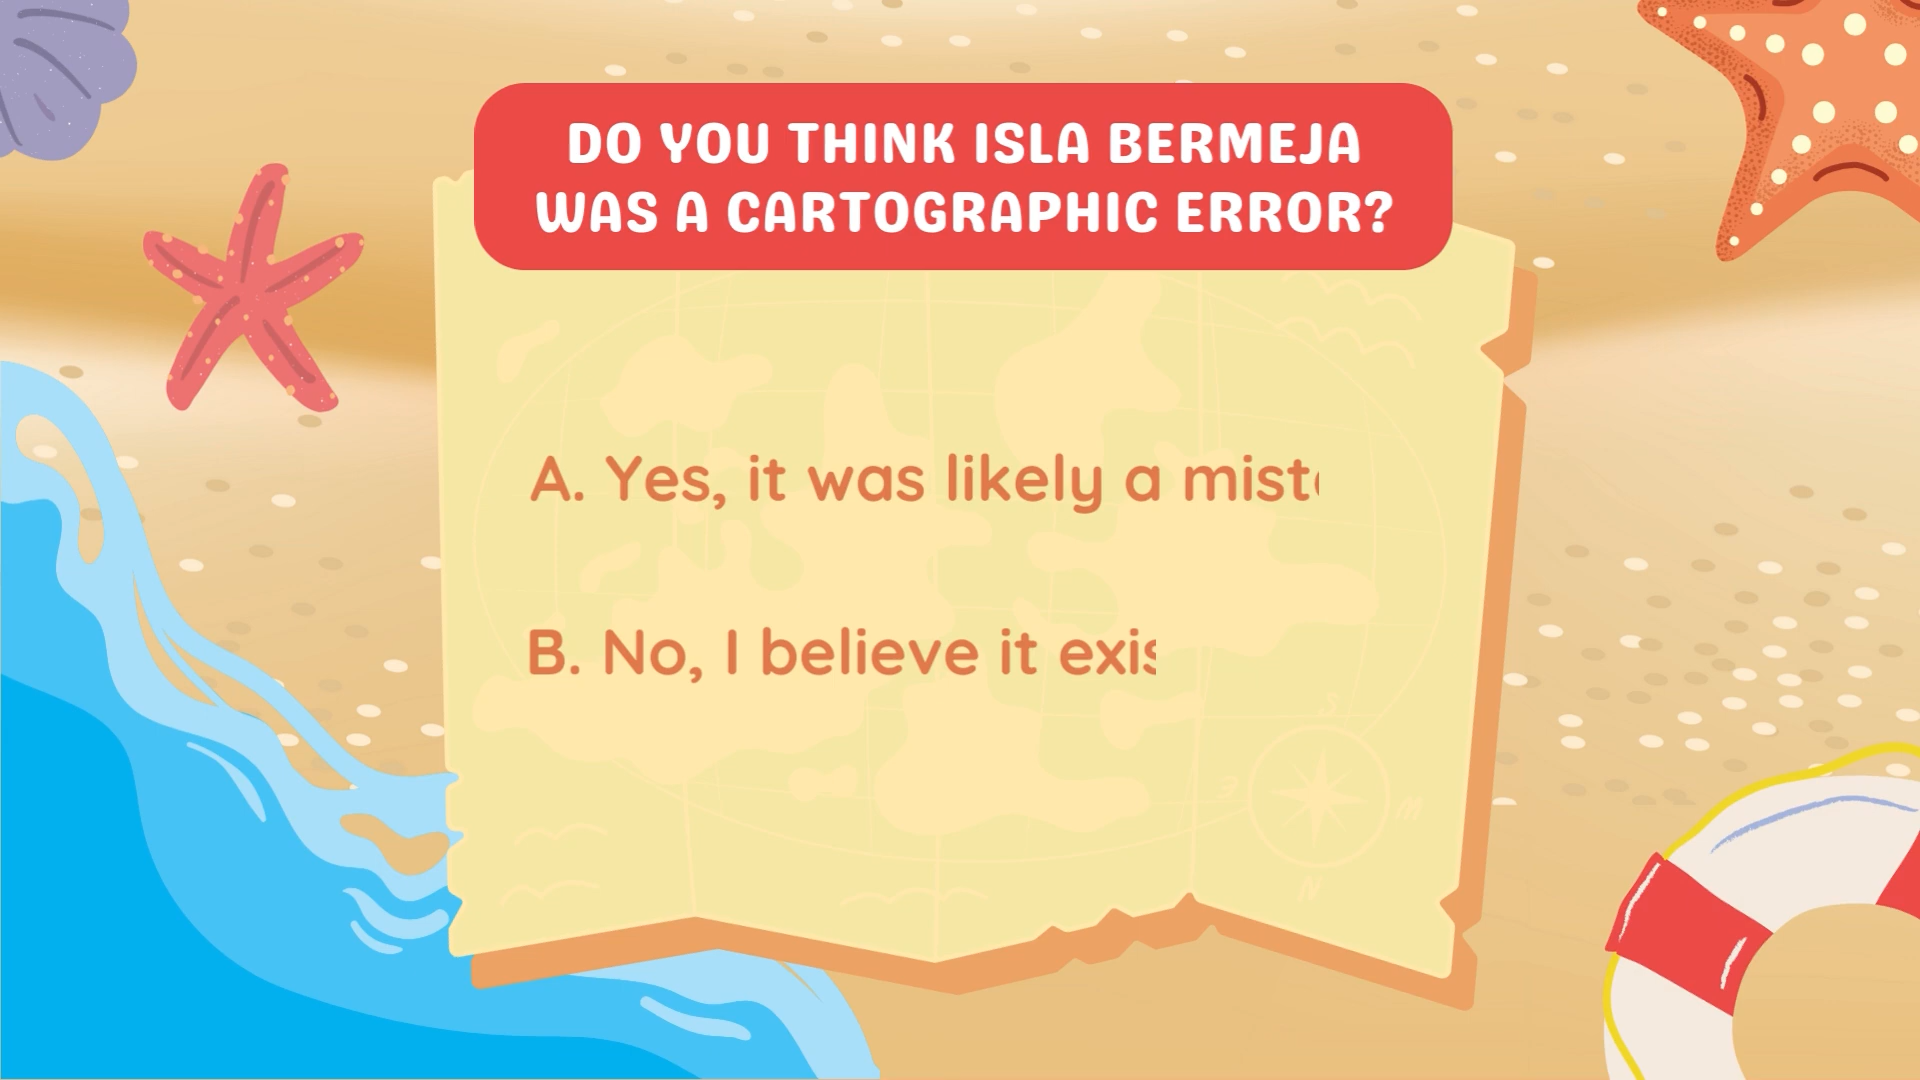 DO YOU THINK ISLA BERMEJA
WAS A CARTOGRAPHIC ERROR?
A. Yes, it was likely a
B. No, I believe it
S
E
M
N